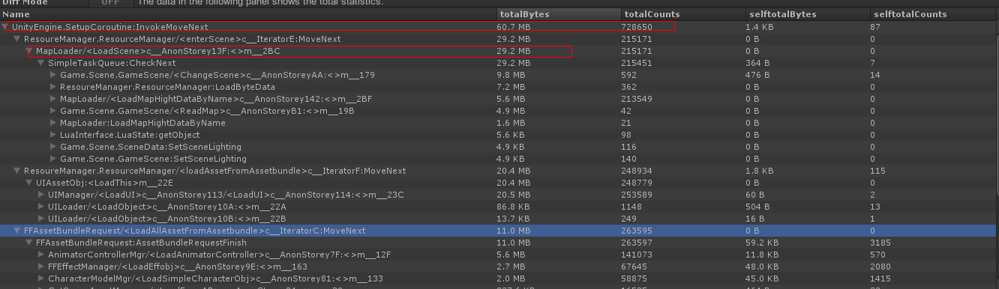 Diff Mode OFF The data in the following panel shows the total statistics.
Name totalBytes totalCounts selftotalBytes selftotalCounts
UnityEngine.SetupCoroutine:InvokeMoveNext 60.7 MB 728650 1.4 KB 87
ResoureManager.ResourceManager/<enterScene>c__IteratorE:MoveNext 29.2 MB 215171 0 B 0
MapLoader/<LoadScene>c__AnonStorey13F:<>m__2BC 29.2 MB 215171 0 B 0
SimpleTaskQueue:CheckNext 29.2 MB 215451 364 B 7
Game.Scene.GameScene/<ChangeScene>c__AnonStoreyAA:<>m__179 9.8 MB 592 476 B 14
ResoureManager.ResourceManager:LoadByteData 7.2 MB 362 0 B 0
MapLoader/<LoadMapHightDataByName>c__AnonStorey142:<>m__2BF 5.6 MB 213549 0 B 0
Game.Scene.GameScene/<ReadMap>c__AnonStoreyB1:<>m__19B 4.9 MB 42 0 B 0
MapLoader:LoadMapHightDataByName 1.6 MB 21 0 B 0
LuaInterface.LuaState:getObject 5.6 KB 98 0 B 0
Game.Scene.SceneData:SetSceneLighting 4.9 KB 116 0 B 0
Game.Scene.GameScene:SetSceneLighting 4.9 KB 140 0 B 0
ResoureManager.ResourceManager/<loadAssetFromAssetbundle>c__IteratorF:MoveNext 20.4 MB 248934 1.8 KB 115
UIAssetObj:<LoadThis>m__22E 20.4 MB 248779 0 B 0
UIManager/<LoadUI>c__AnonStorey113/<LoadUI>c__AnonStorey114:<>m__23C 20.5 MB 253589 60 B 2
UILoader/<LoadObject>c__AnonStorey10A:<>m__22A 86.8 KB 1148 504 B 13
UILoader/<LoadObject>c__AnonStorey10B:<>m__22B 13.7 KB 249 16 B 1
FFAssetBundleRequest/<LoadAllAssetFromAssetbundle>c__IteratorC:MoveNext 11.0 MB 263595 0 B 0
FFAssetBundleRequest:AssetBundleRequestFinish 11.0 MB 263597 59.2 KB 3185
AnimatorControllerMgr/<LoadAnimatorController>c__AnonStorey7F:<>m__12F 5.6 MB 141073 11.8 KB 570
FFEffectManager/<LoadEffobj>c__AnonStorey9E:<>m__163 2.7 MB 67645 48.0 KB 2080
CharacterModelMgr/<LoadSimpleCharacterObj>c__AnonStorey81:<>m__133 2.0 MB 58875 45.0 KB 1415